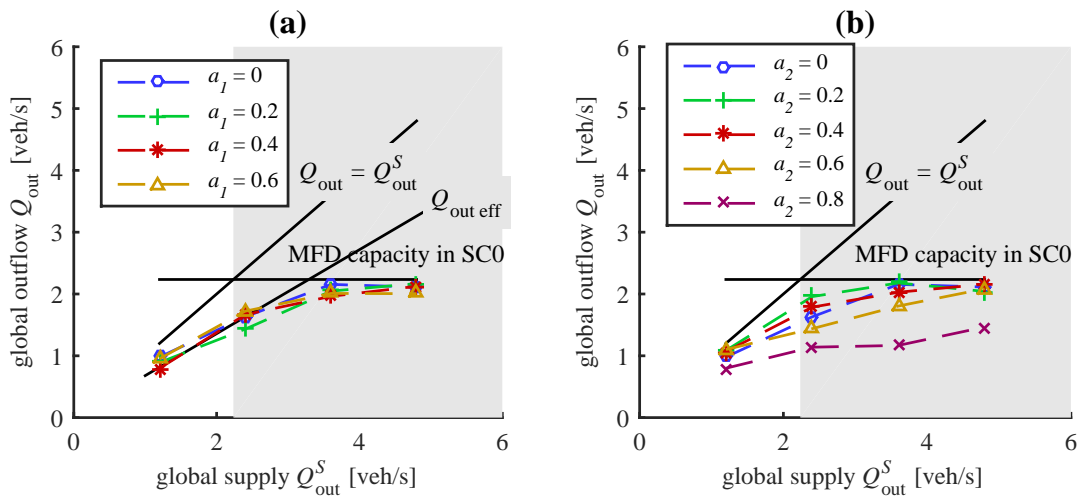 (a)
6
5
4
3
2
1
0
global outflow Q_out [veh/s]
a_1 = 0
a_1 = 0.2
a_1 = 0.4
a_1 = 0.6
Q_out = Q_out^S
Q_out eff
MFD capacity in SC0
0 2 4 6
global supply Q_out^S [veh/s]
(b)
6
5
4
3
2
1
0
global outflow Q_out [veh/s]
a_2 = 0
a_2 = 0.2
a_2 = 0.4
a_2 = 0.6
a_2 = 0.8
Q_out = Q_out^S
MFD capacity in SC0
0 2 4 6
global supply Q_out^S [veh/s]